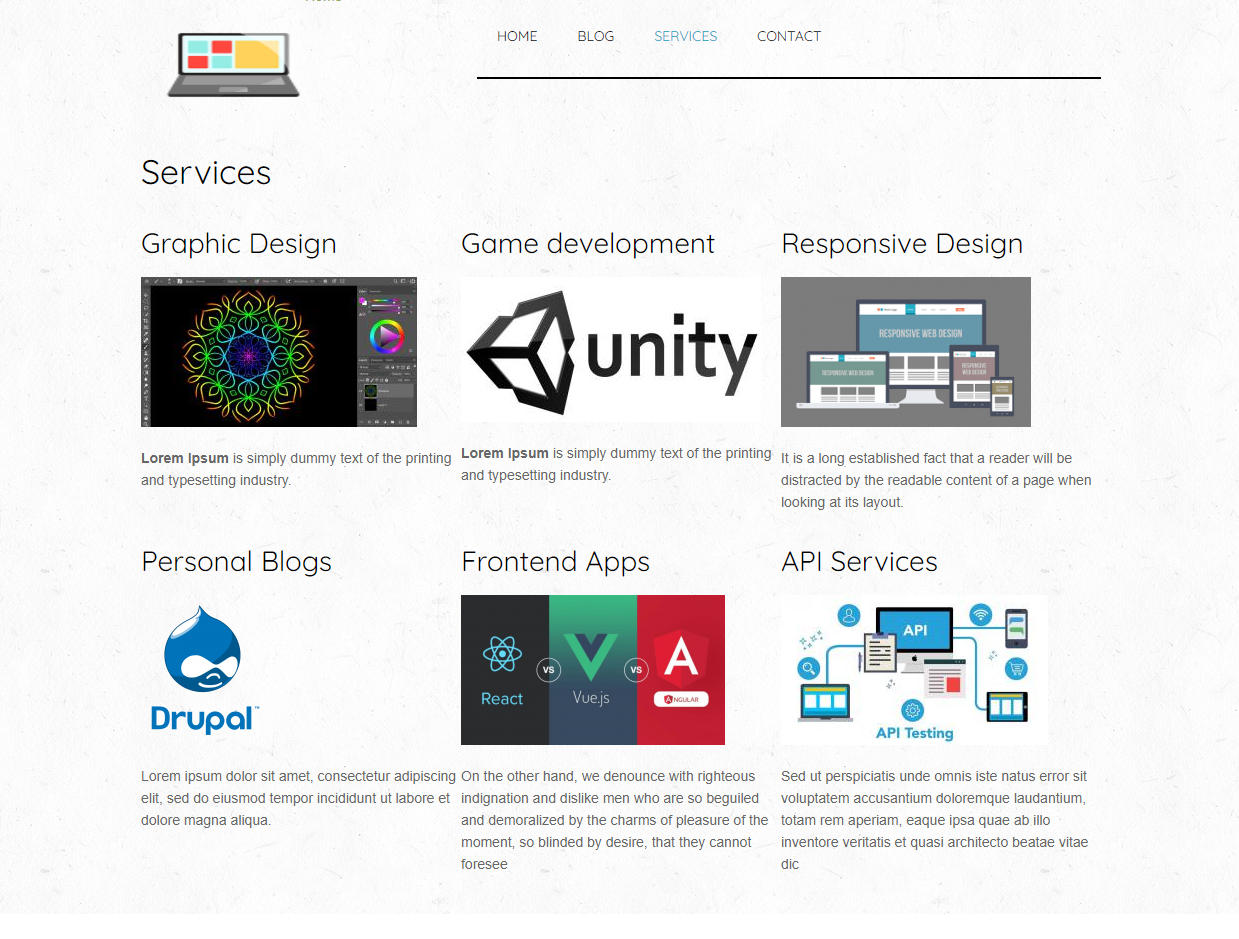 HOME BLOG SERVICES CONTACT
Services
Graphic Design
Lorem Ipsum is simply dummy text of the printing
and typesetting industry.
Game development
unity
Lorem Ipsum is simply dummy text of the printing
and typesetting industry.
Responsive Design
RESPONSIVE WEB DESIGN
RESPONSIVE WEB DESIGN
RESPONSIVE WEB DESIGN
It is a long established fact that a reader will be
distracted by the readable content of a page when
looking at its layout.
Personal Blogs
Drupal™
Lorem ipsum dolor sit amet, consectetur adipiscing
elit, sed do eiusmod tempor incididunt ut labore et
dolore magna aliqua.
Frontend Apps
React
VS
Vue.js
VS
A
ANGULAR
On the other hand, we denounce with righteous
indignation and dislike men who are so beguiled
and demoralized by the charms of pleasure of the
moment, so blinded by desire, that they cannot
foresee
API Services
API
API Testing
Sed ut perspiciatis unde omnis iste natus error sit
voluptatem accusantium doloremque laudantium,
totam rem aperiam, eaque ipsa quae ab illo
inventore veritatis et quasi architecto beatae vitae
dic